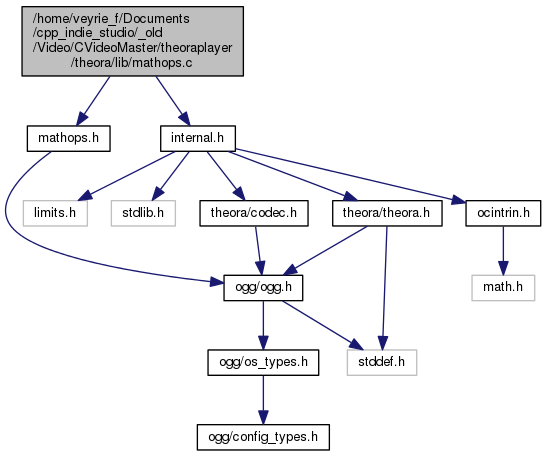 /home/veyrie_f/Documents
/cpp_indie_studio/_old
/Video/CVideoMaster/theoraplayer
/theora/lib/mathops.c
mathops.h
internal.h
limits.h
stdlib.h
theora/codec.h
theora/theora.h
ocintrin.h
ogg/ogg.h
math.h
ogg/os_types.h
stddef.h
ogg/config_types.h